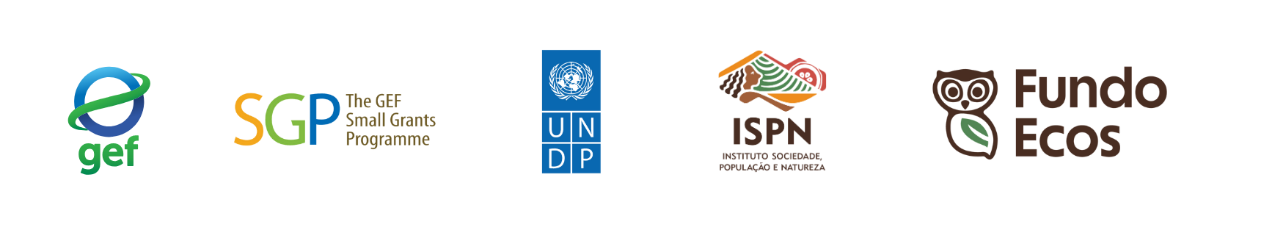 gef
SGP
The GEF
Small Grants
Programme
U N
D P
ISPN
INSTITUTO SOCIEDADE,
POPULAÇÃO E NATUREZA
Fundo
Ecos